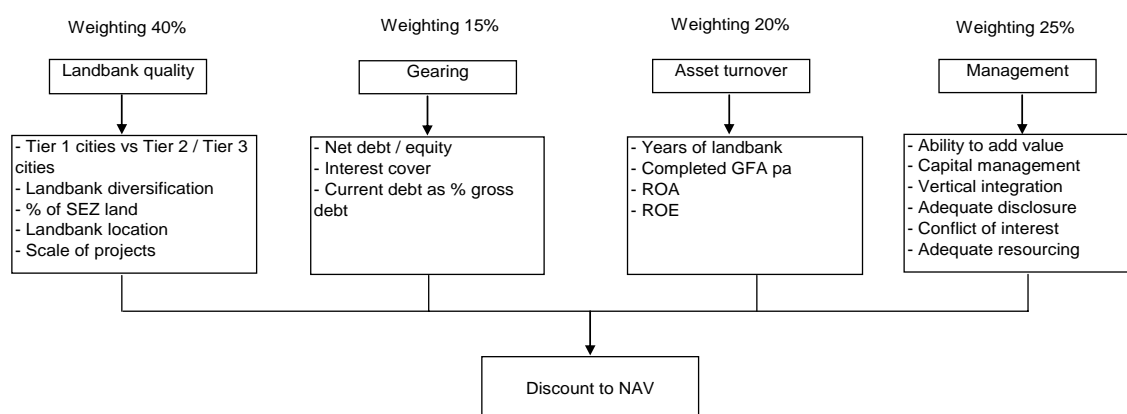 Weighting 40%
Weighting 15%
Weighting 20%
Weighting 25%
Landbank quality
Gearing
Asset turnover
Management
- Tier 1 cities vs Tier 2 / Tier 3
cities
- Landbank diversification
- % of SEZ land
- Landbank location
- Scale of projects
- Net debt / equity
- Interest cover
- Current debt as % gross
debt
- Years of landbank
- Completed GFA pa
- ROA
- ROE
- Ability to add value
- Capital management
- Vertical integration
- Adequate disclosure
- Conflict of interest
- Adequate resourcing
Discount to NAV